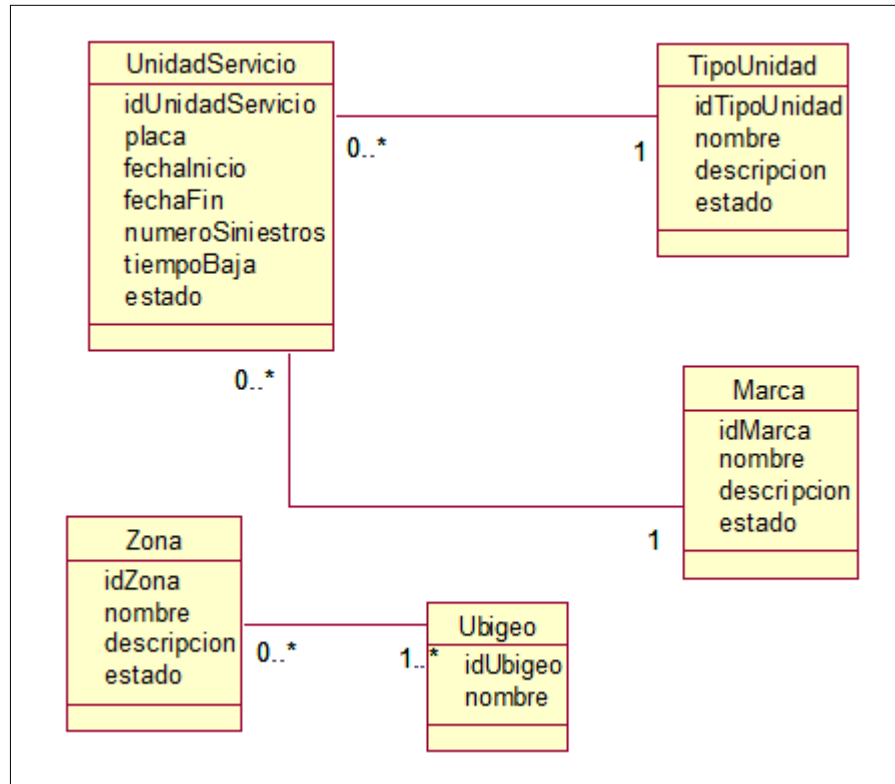 UnidadServicio
idUnidadServicio
placa
fechaInicio
fechaFin
numeroSiniestros
tiempoBaja
estado
0..*
1
TipoUnidad
idTipoUnidad
nombre
descripcion
estado
0..*
1
Marca
idMarca
nombre
descripcion
estado
Zona
idZona
nombre
descripcion
estado
0..*
1..*
Ubigeo
idUbigeo
nombre